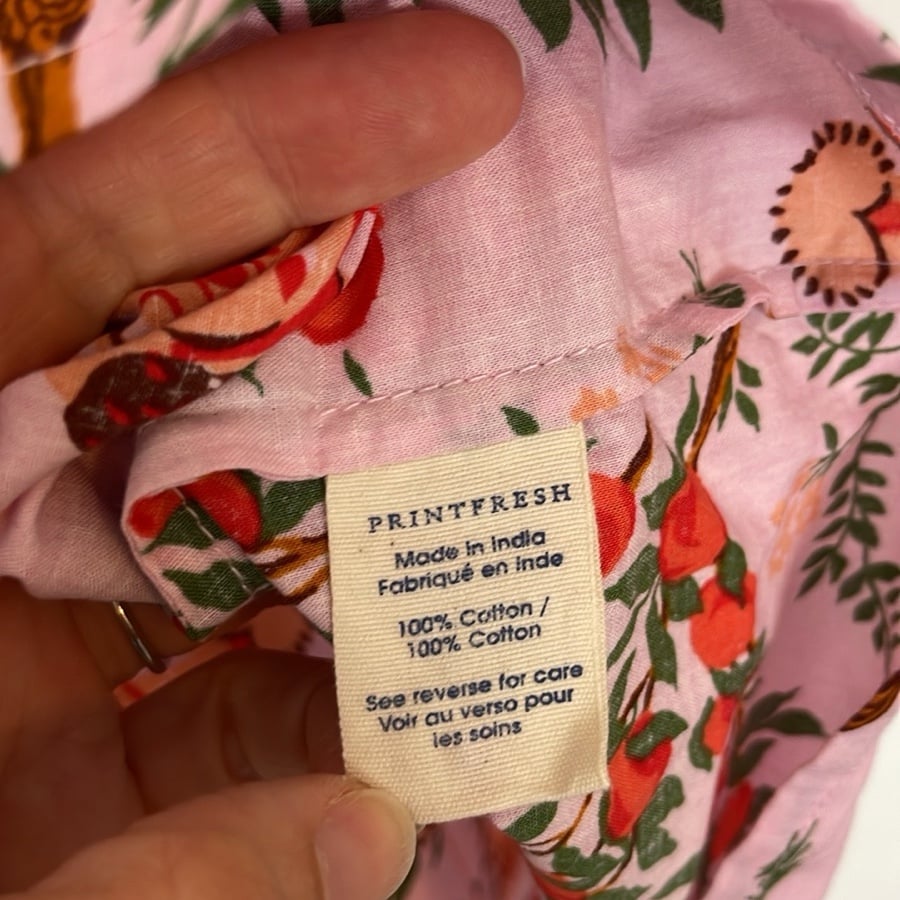 PRINTFRESH
Made in India
Fabriqué en Inde
100% Cotton /
100% Cotton
See reverse for care
Voir au verso pour
les soins